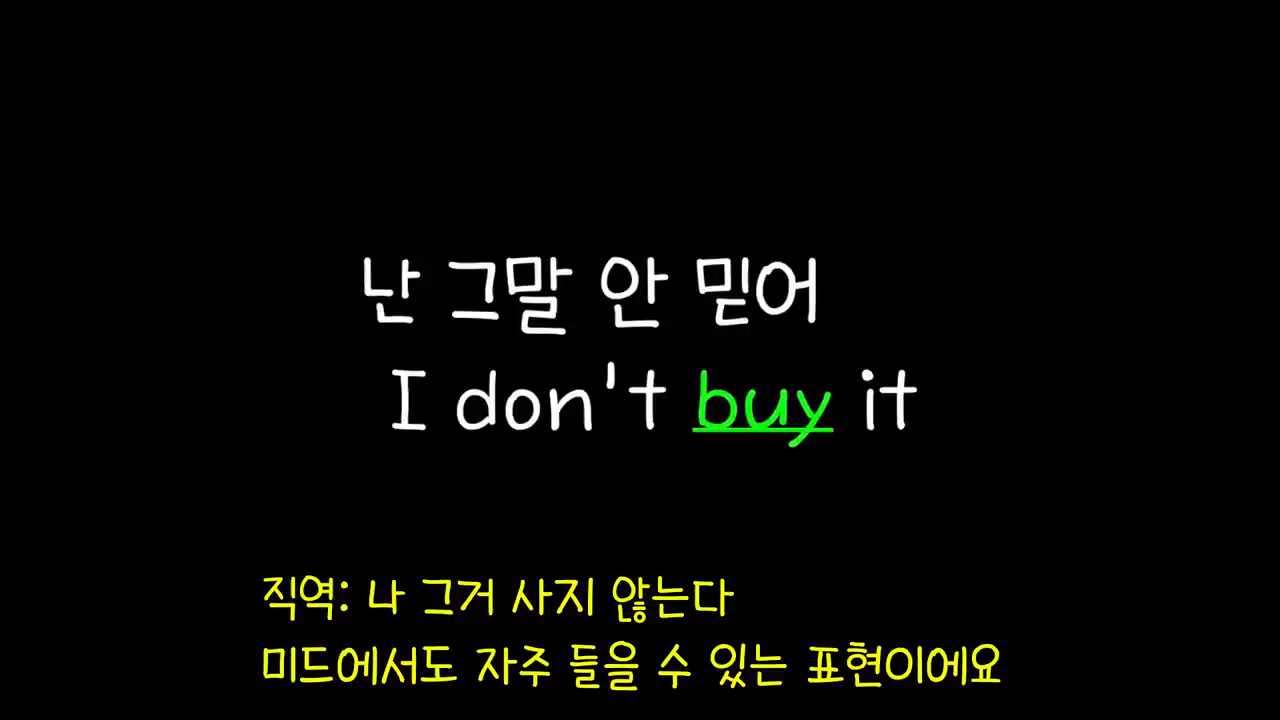 난 그말 안 믿어
I don't buy it
직역: 나 그거 사지 않는다
미드에서도 자주 들을 수 있는 표현이에요